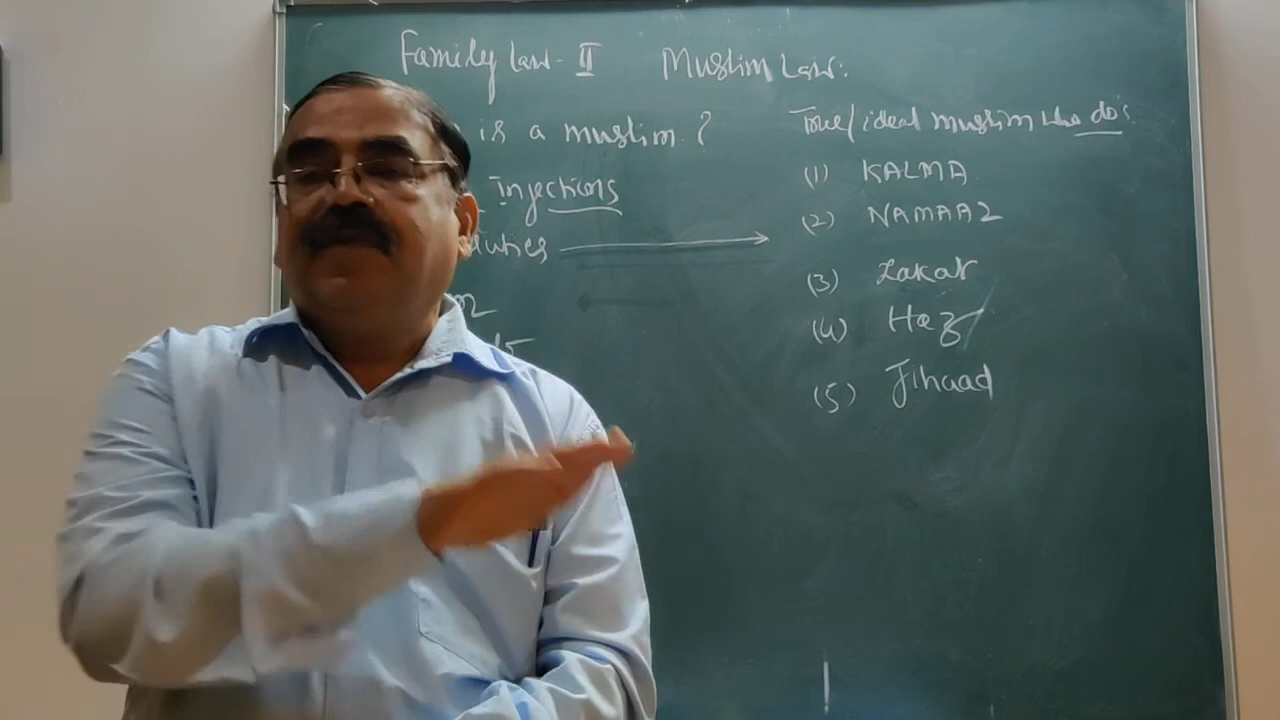 Family Law - II Muslim Law:
is a muslim ?
Injections
duties
True/ideal muslim who do:
(1) KALMA
(2) NAMAAZ
(3) Zakat
(4) Haz
(5) Jihaad